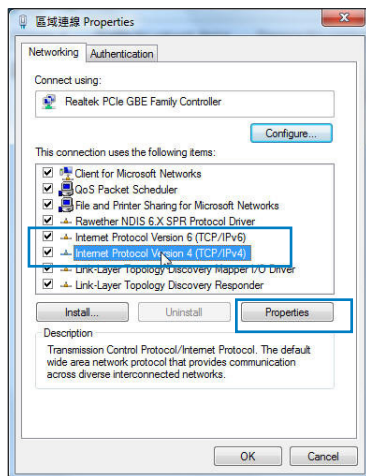 區域連線 Properties
Networking
Authentication
Connect using:
Realtek PCIe GBE Family Controller
Configure...
This connection uses the following items:
Client for Microsoft Networks
QoS Packet Scheduler
File and Printer Sharing for Microsoft Networks
Rawether NDIS 6.X SPR Protocol Driver
Internet Protocol Version 6 (TCP/IPv6)
Internet Protocol Version 4 (TCP/IPv4)
Link-Layer Topology Discovery Mapper I/O Driver
Link-Layer Topology Discovery Responder
Install...
Uninstall
Properties
Description
Transmission Control Protocol/Internet Protocol. The default
wide area network protocol that provides communication
across diverse interconnected networks.
OK
Cancel